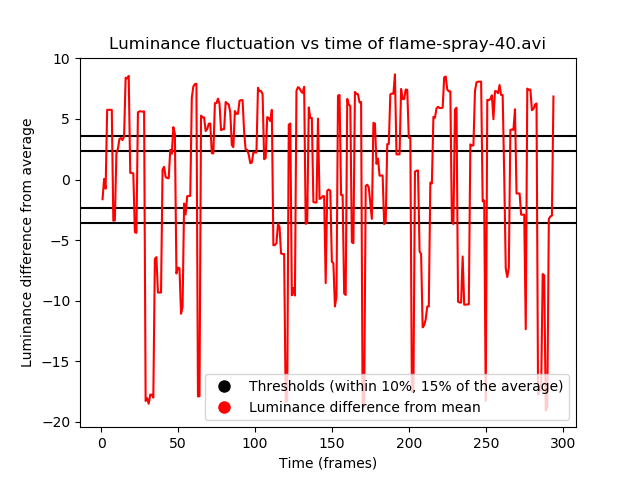 Luminance fluctuation vs time of flame-spray-40.avi
Luminance difference from average
10
5
0
−5
−10
−15
−20
Thresholds (within 10%, 15% of the average)
Luminance difference from mean
0 50 100 150 200 250 300
Time (frames)